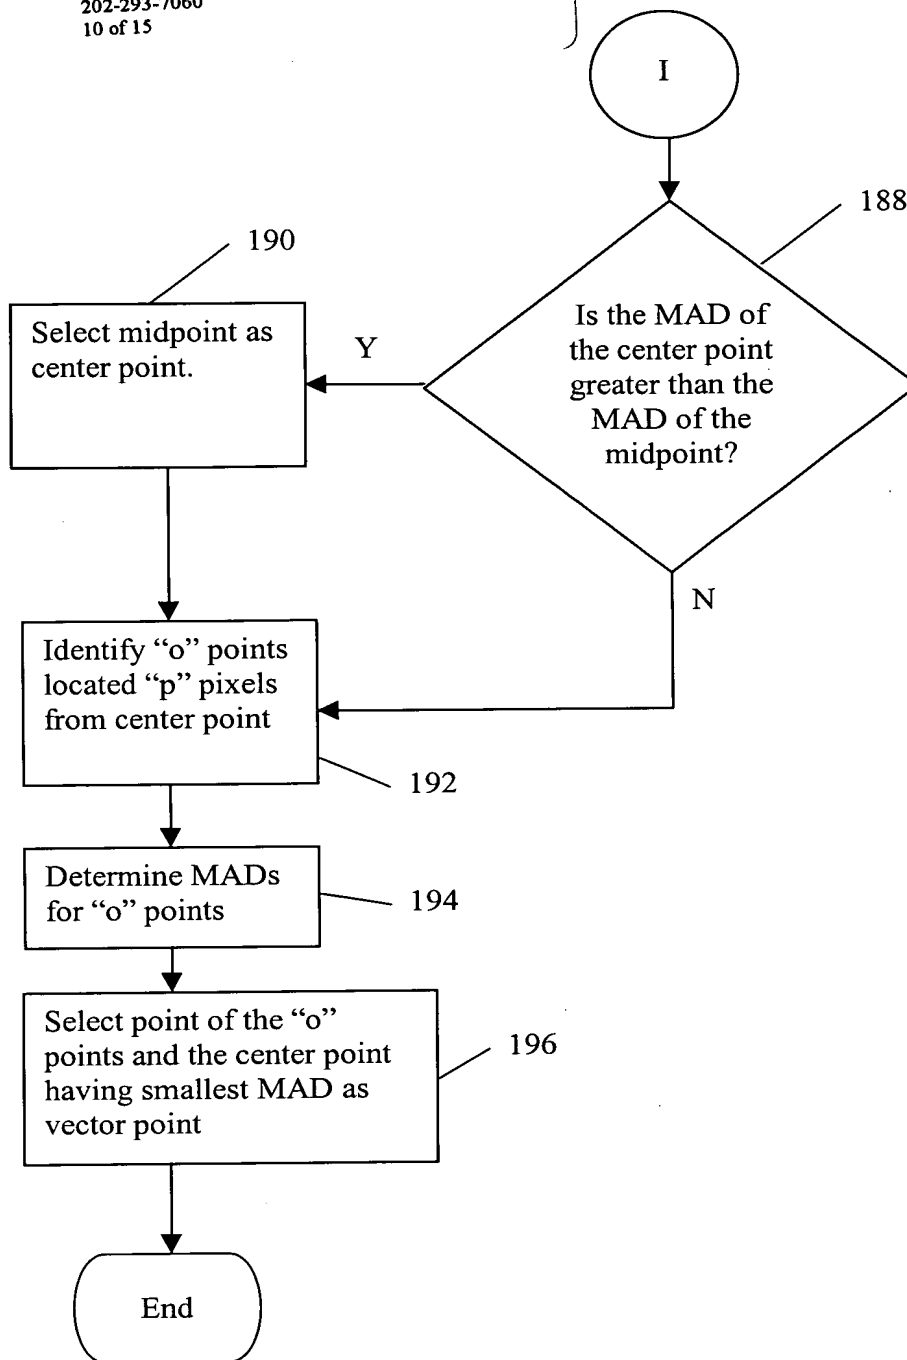 202-293-7060
10 of 15
I
188
190
Is the MAD of
the center point
greater than the
MAD of the
midpoint?
Select midpoint as
center point.
Y
N
Identify “o” points
located “p” pixels
from center point
192
Determine MADs
for “o” points
194
Select point of the “o”
points and the center point
having smallest MAD as
vector point
196
End